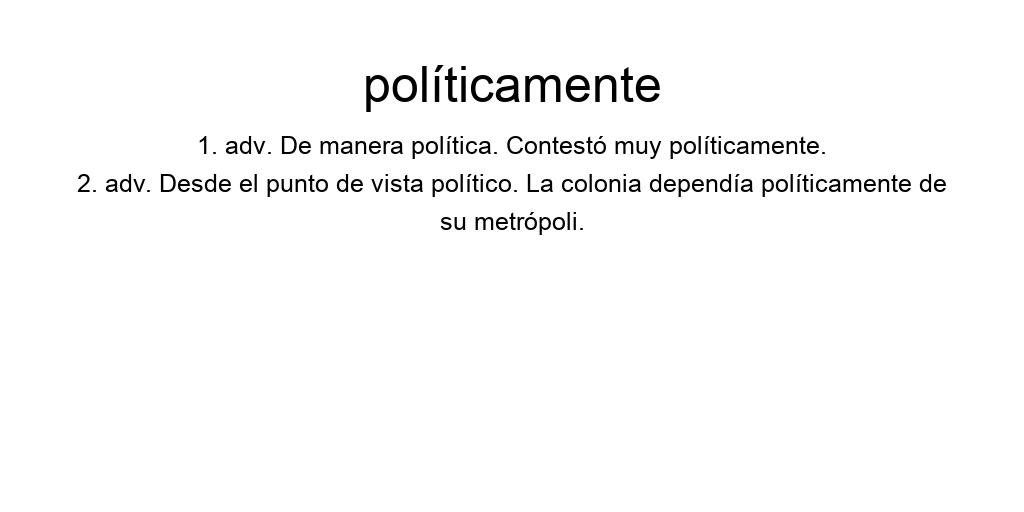 políticamente
1. adv. De manera política. Contestó muy políticamente.
2. adv. Desde el punto de vista político. La colonia dependía políticamente de
su metrópoli.